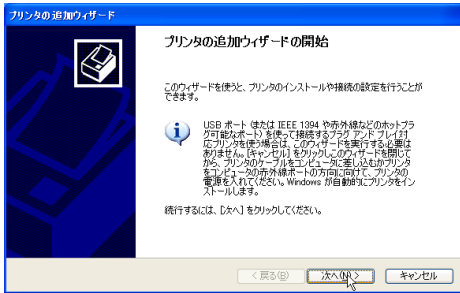 プリンタの追加ウィザード
プリンタの追加ウィザードの開始
このウィザードを使うと、プリンタのインストールや接続の設定を行うことが
できます。
USB ポート (または IEEE 1394 や赤外線などのホットプラ
グ可能なポート) を使って接続するプラグ アンド プレイ対
応プリンタを使う場合は、このウィザードを実行する必要は
ありません。[キャンセル] をクリックしこのウィザードを閉じて
から、プリンタのケーブルをコンピュータに差し込むかプリンタ
をコンピュータの赤外線ポートの方向に向けて、プリンタの
電源を入れてください。Windows が自動的にプリンタをイン
ストールします。
続行するには、[次へ] をクリックしてください。
< 戻る(B)
次へ(N) >
キャンセル